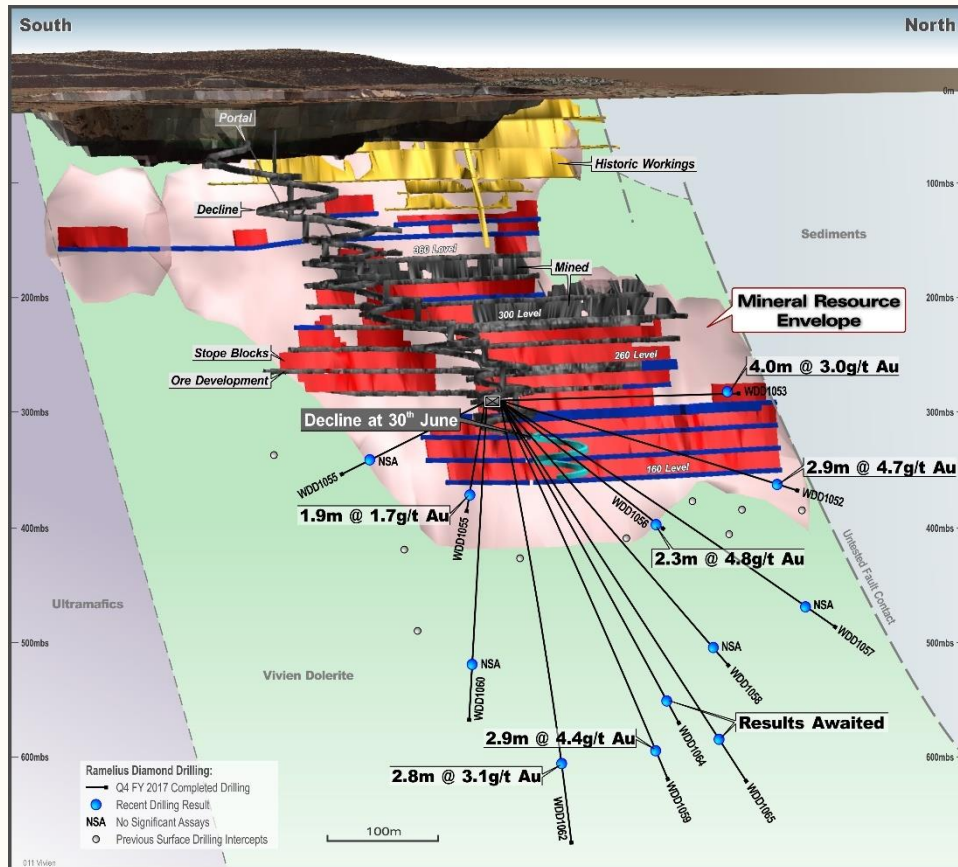 South
North
0m
Portal
Historic Workings
100mbs
100mbs
Decline
360 Level
Sediments
Mined
200mbs
200mbs
300 Level
Mineral Resource
Envelope
Stope Blocks
260 Level
Ore Development
4.0m @ 3.0g/t Au
WDD1053
300mbs
300mbs
Decline at 30th June
NSA
160 Level
2.9m @ 4.7g/t Au
WDD1055
WDD1052
1.9m @ 1.7g/t Au
WDD1056
400mbs
400mbs
WDD1055
2.3m @ 4.8g/t Au
Untested Fault Contact
Ultramafics
NSA
WDD1057
500mbs
500mbs
NSA
NSA
Vivien Dolerite
WDD1060
WDD1058
Results Awaited
2.9m @ 4.4g/t Au
WDD1064
600mbs
600mbs
2.8m @ 3.1g/t Au
WDD1059
WDD1065
WDD1062
Ramelius Diamond Drilling:
Q4 FY 2017 Completed Drilling
Recent Drilling Result
NSA No Significant Assays
Previous Surface Drilling Intercepts
100m
011 Vivien